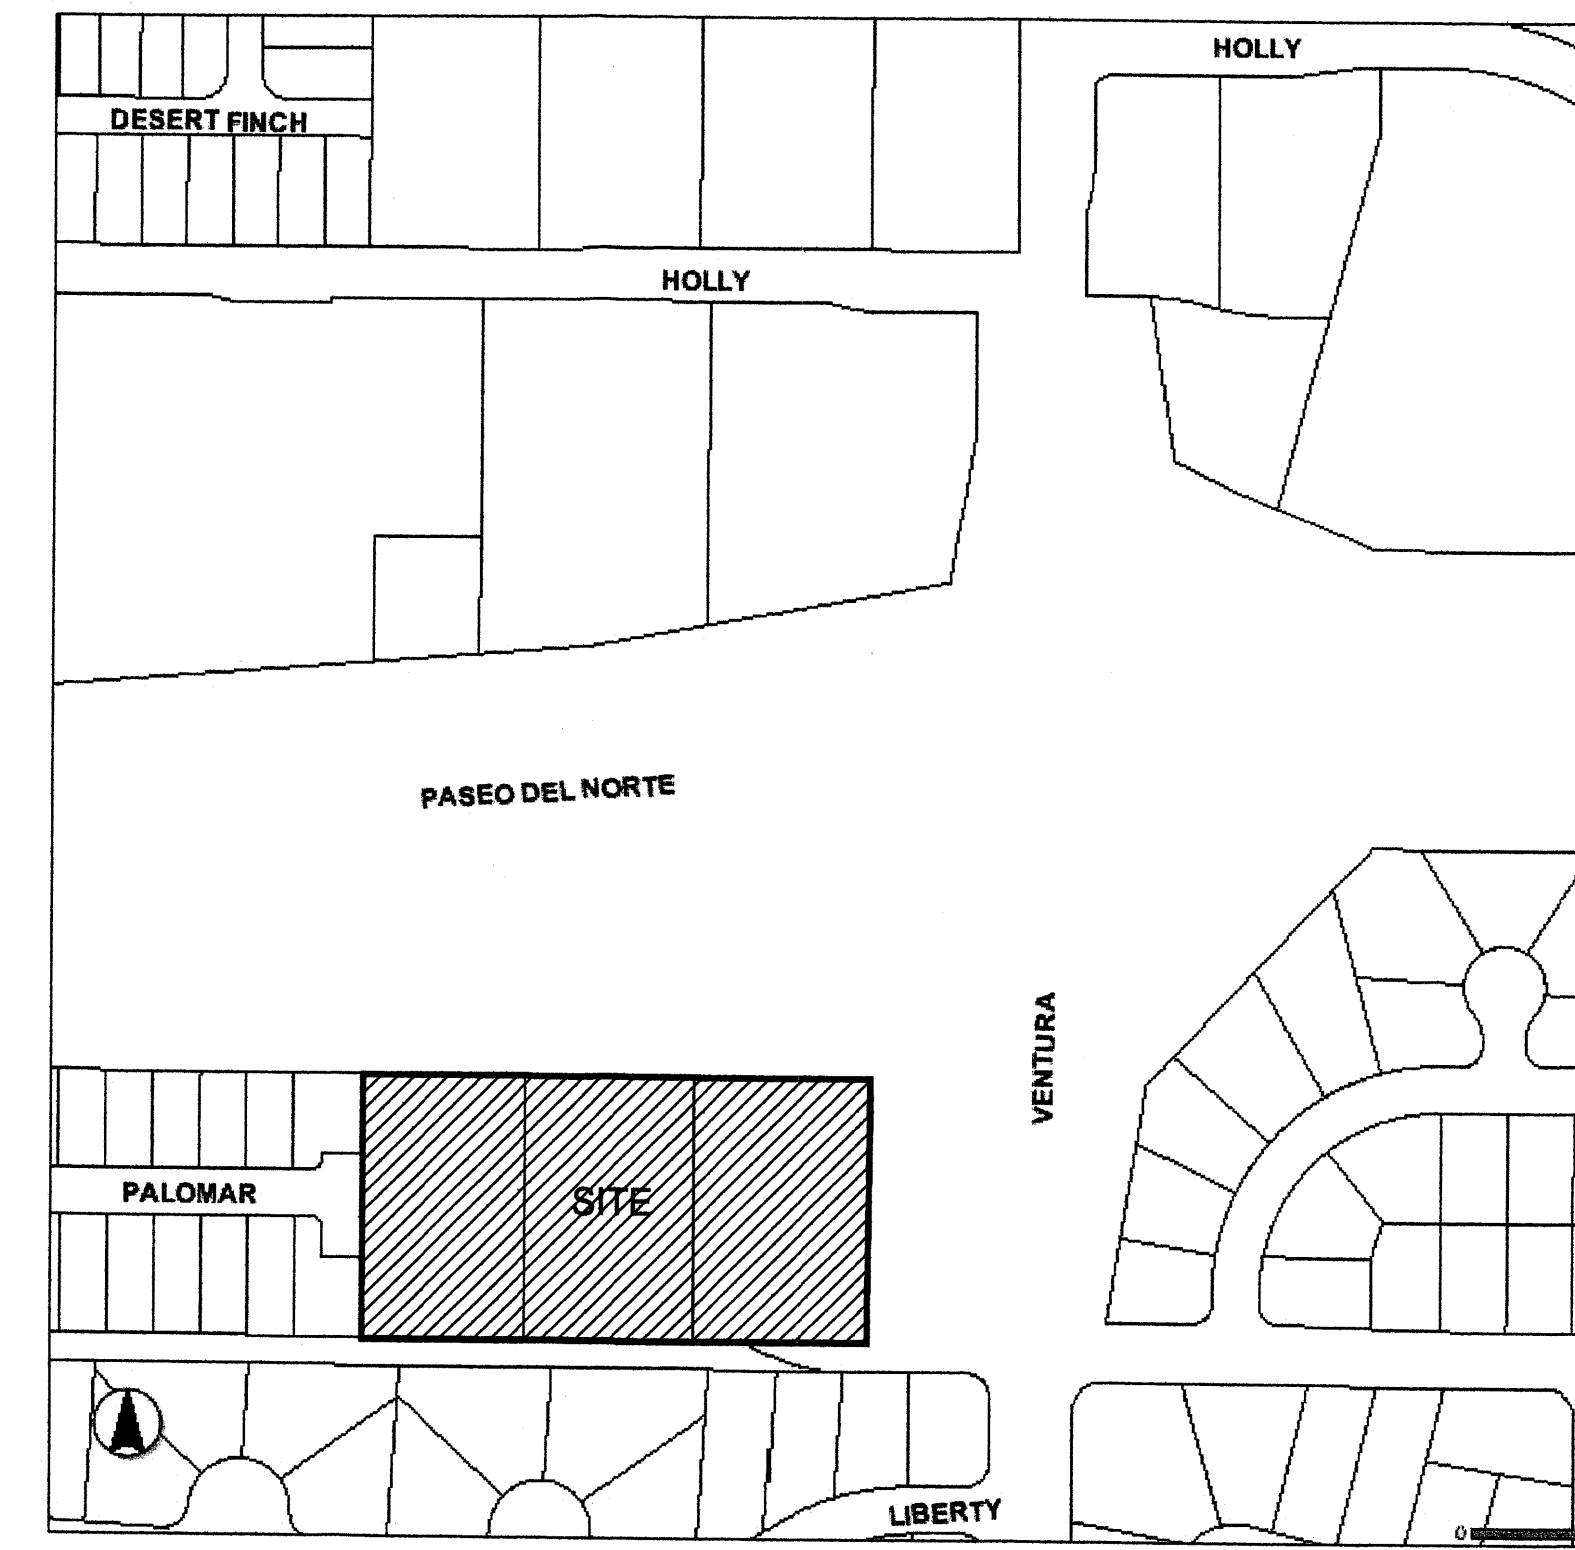 HOLLY
DESERT FINCH
HOLLY
PASEO DEL NORTE
VENTURA
PALOMAR
SITE
LIBERTY
0